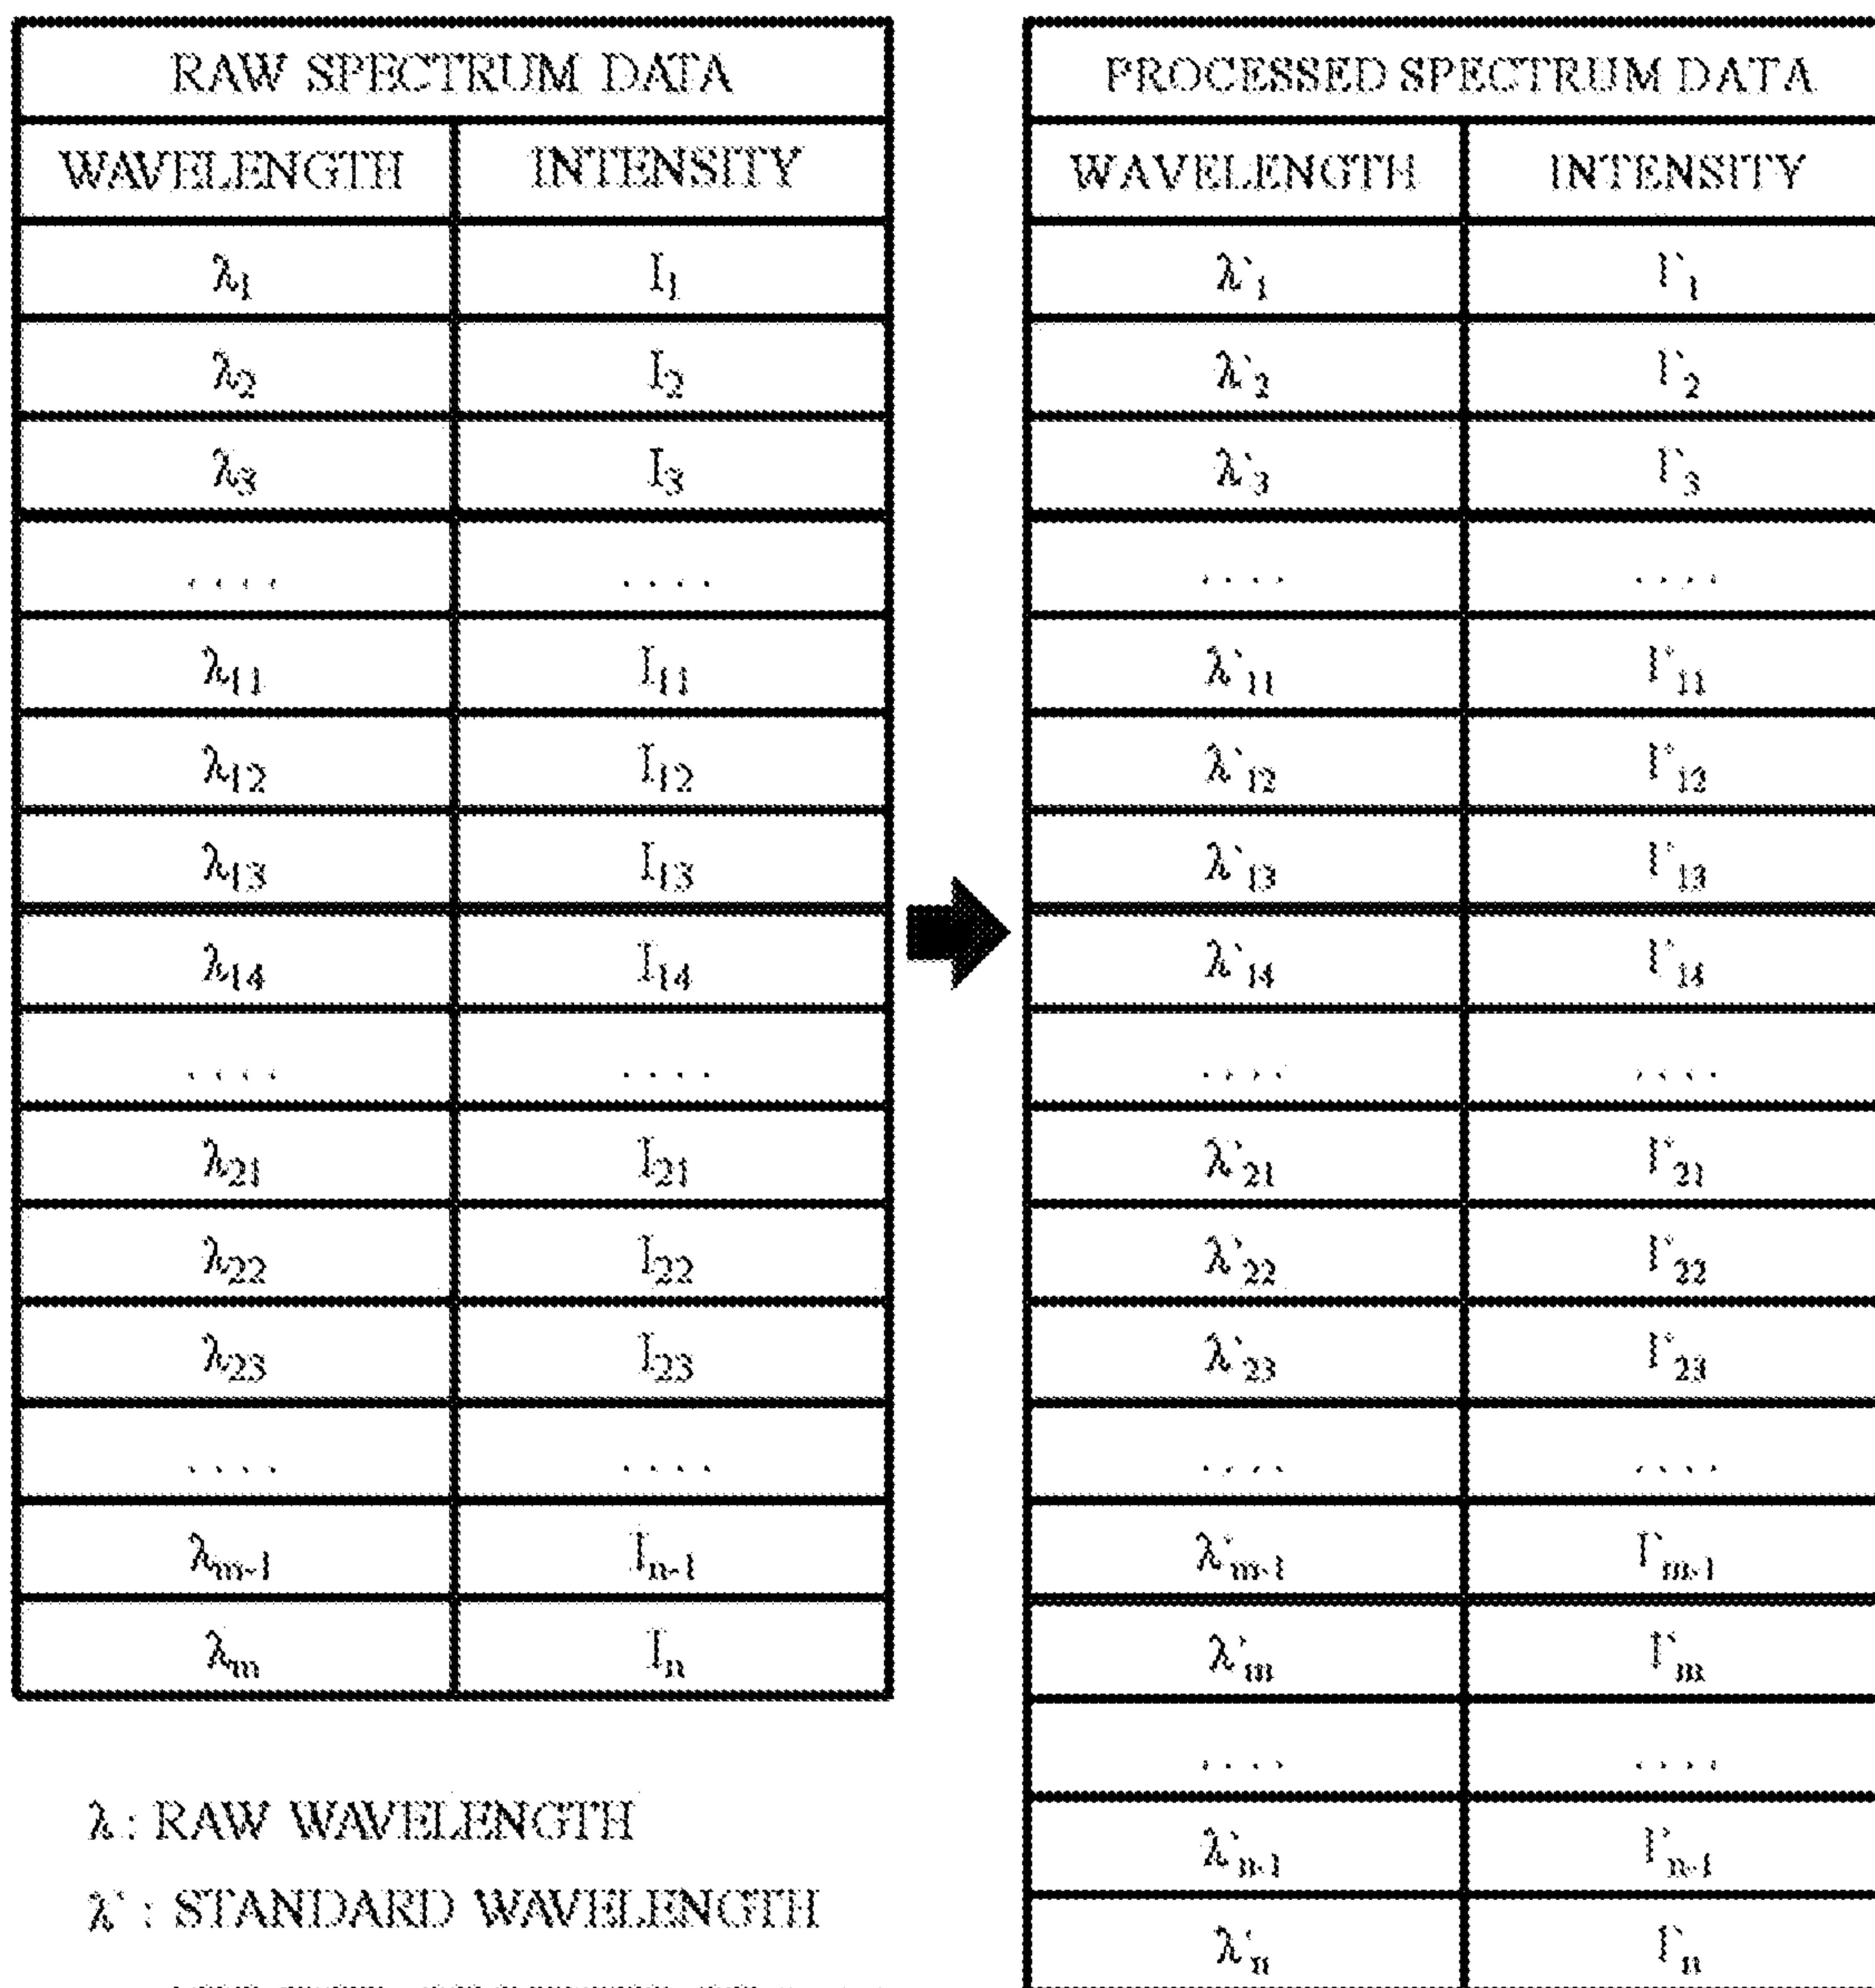 RAW SPECTRUM DATA
WAVELENGTH INTENSITY
λ₁ I₁
λ₂ I₂
λ₃ I₃
.... ....
λ₁₁ I₁₁
λ₁₂ I₁₂
λ₁₃ I₁₃
λ₁₄ I₁₄
.... ....
λ₂₁ I₂₁
λ₂₂ I₂₂
λ₂₃ I₂₃
.... ....
λₘ₋₁ Iₙ₋₁
λₘ Iₙ
λ : RAW WAVELENGTH
λ' : STANDARD WAVELENGTH
PROCESSED SPECTRUM DATA
WAVELENGTH INTENSITY
λ'₁ I'₁
λ'₂ I'₂
λ'₃ I'₃
.... ....
λ'₁₁ I'₁₁
λ'₁₂ I'₁₂
λ'₁₃ I'₁₃
λ'₁₄ I'₁₄
.... ....
λ'₂₁ I'₂₁
λ'₂₂ I'₂₂
λ'₂₃ I'₂₃
.... ....
λ'ₘ₋₁ I'ₘ₋₁
λ'ₘ I'ₘ
.... ....
λ'ₙ₋₁ I'ₙ₋₁
λ'ₙ I'ₙ